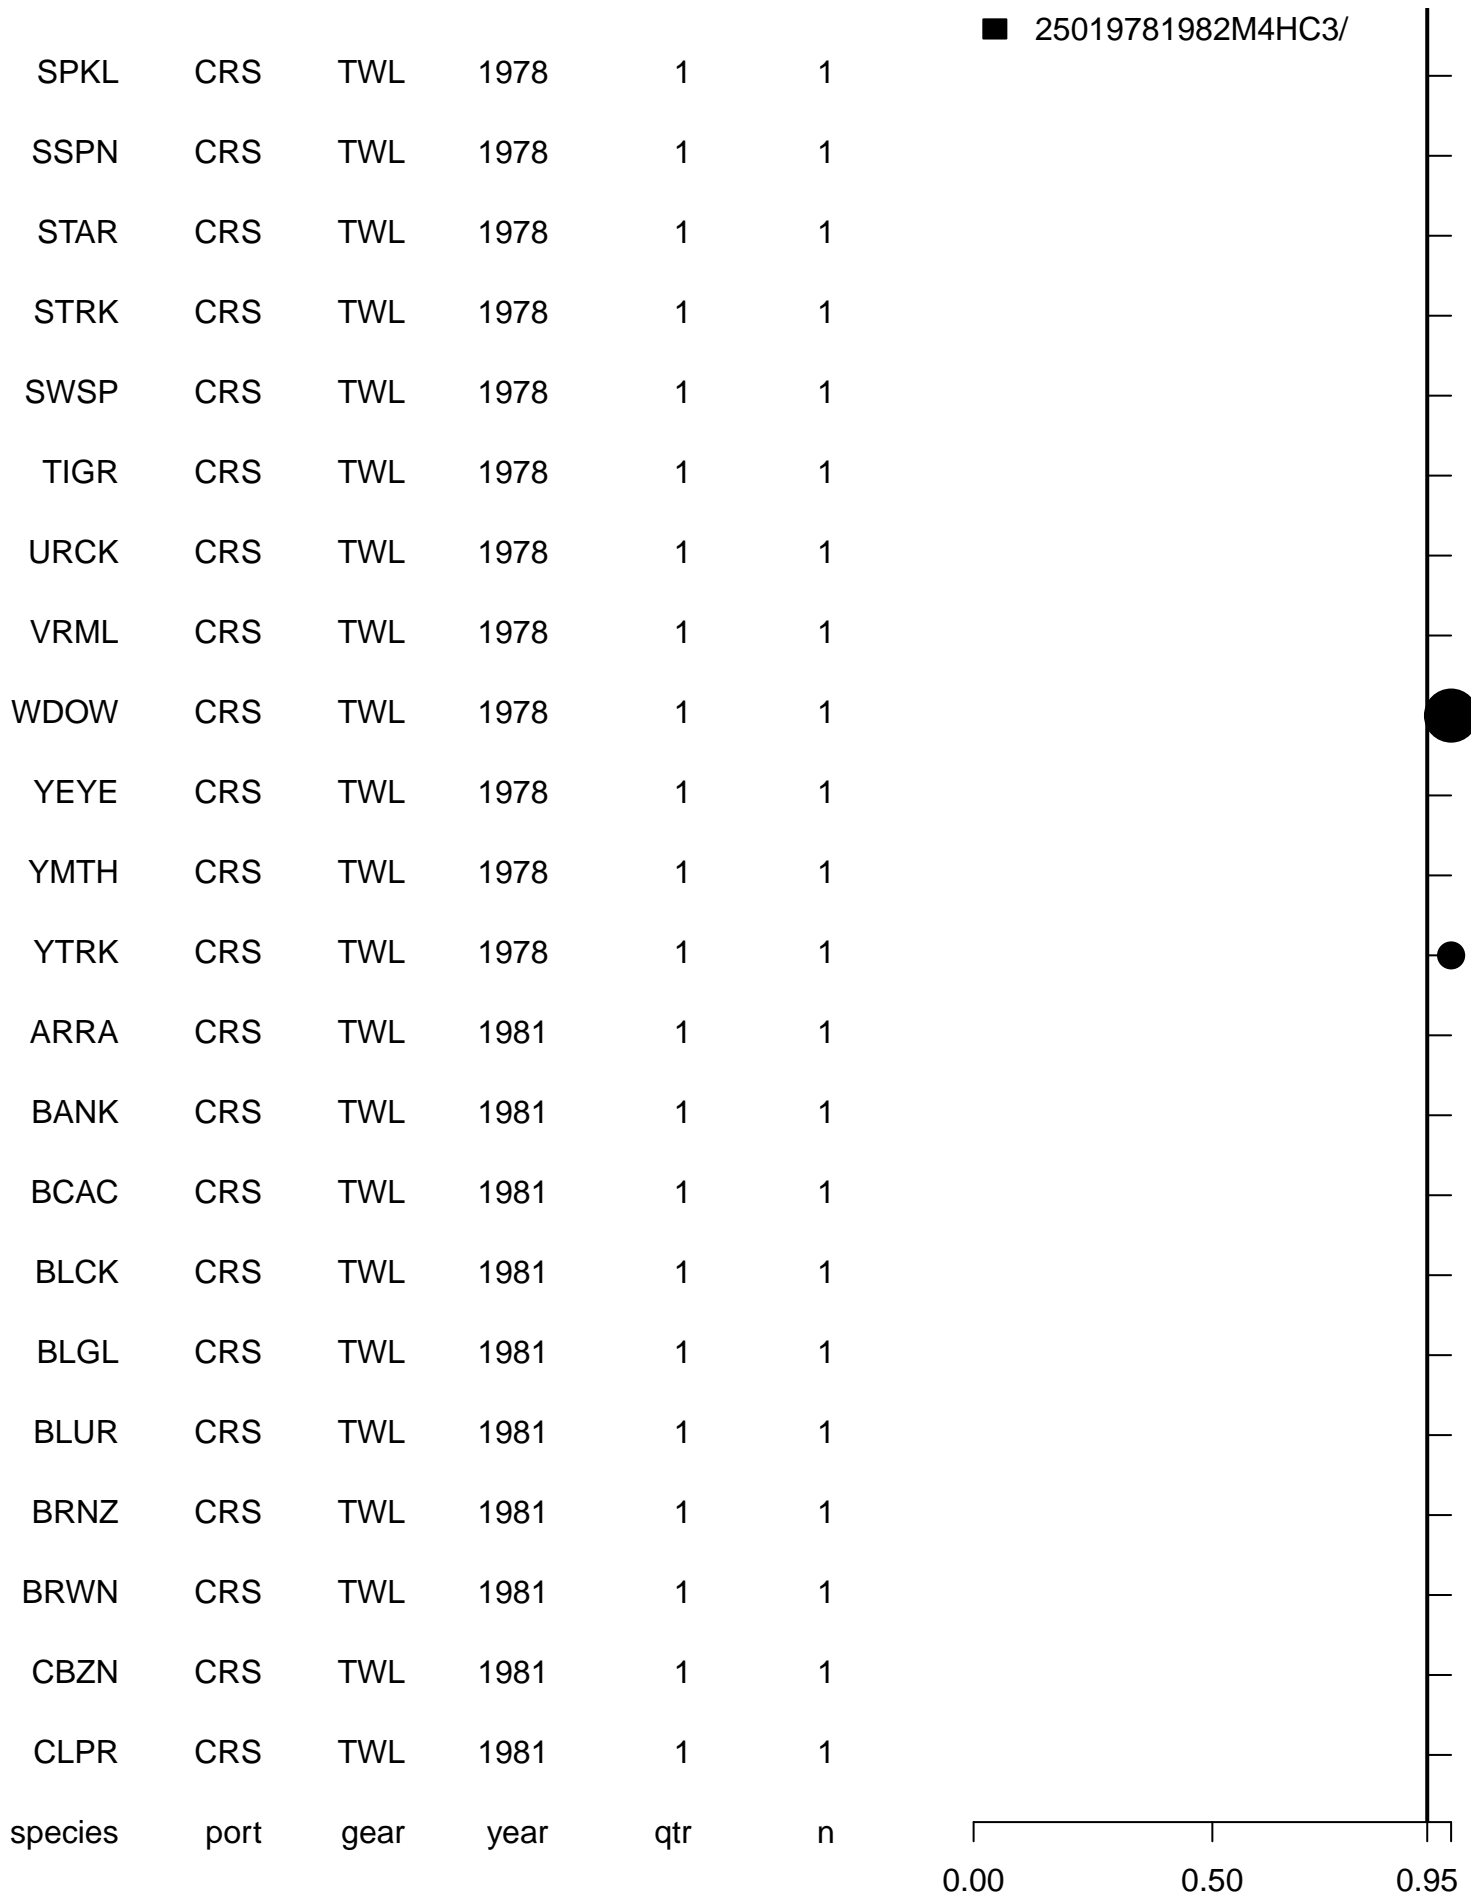 25019781982M4HC3/
SPKL CRS TWL 1978 1 1
SSPN CRS TWL 1978 1 1
STAR CRS TWL 1978 1 1
STRK CRS TWL 1978 1 1
SWSP CRS TWL 1978 1 1
TIGR CRS TWL 1978 1 1
URCK CRS TWL 1978 1 1
VRML CRS TWL 1978 1 1
WDOW CRS TWL 1978 1 1
YEYE CRS TWL 1978 1 1
YMTH CRS TWL 1978 1 1
YTRK CRS TWL 1978 1 1
ARRA CRS TWL 1981 1 1
BANK CRS TWL 1981 1 1
BCAC CRS TWL 1981 1 1
BLCK CRS TWL 1981 1 1
BLGL CRS TWL 1981 1 1
BLUR CRS TWL 1981 1 1
BRNZ CRS TWL 1981 1 1
BRWN CRS TWL 1981 1 1
CBZN CRS TWL 1981 1 1
CLPR CRS TWL 1981 1 1
species port gear year qtr n
0.00 0.50 0.95